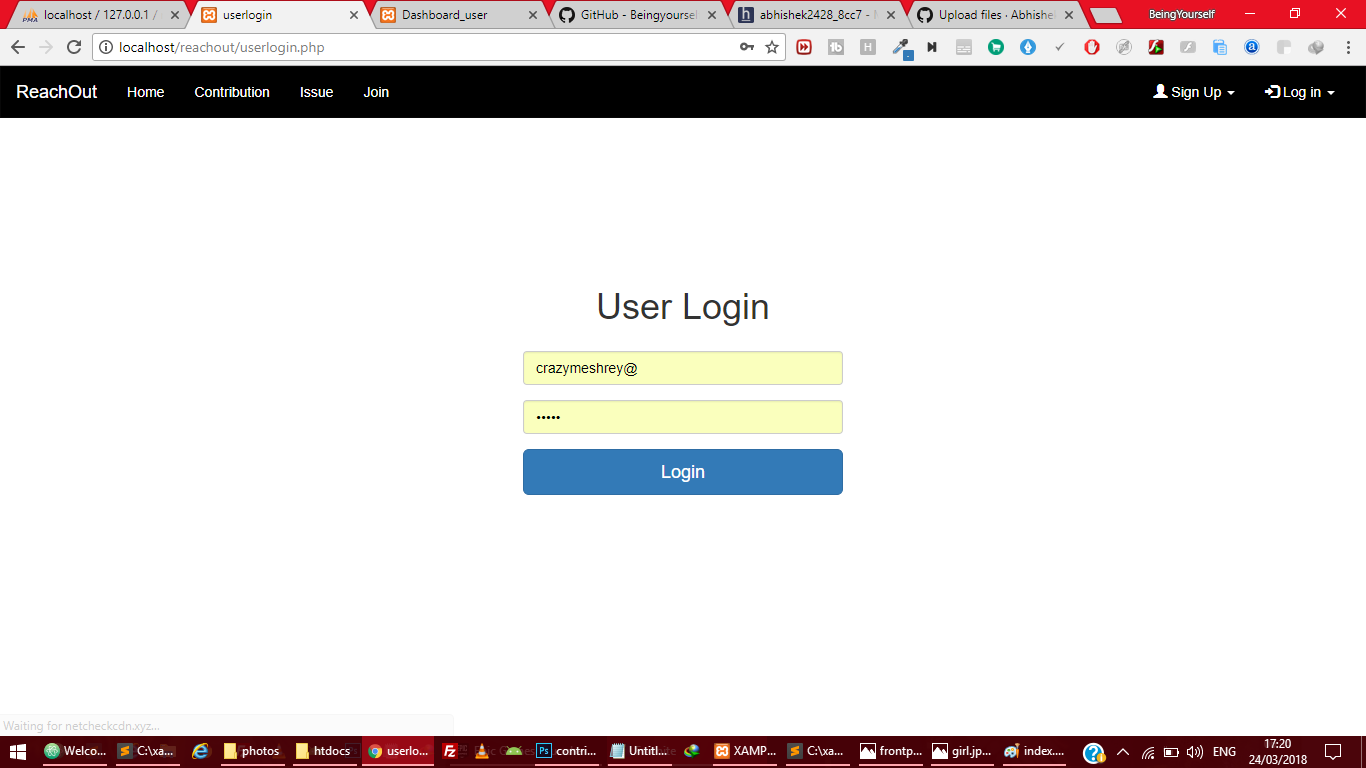 localhost / 127.0.0.1 /
userlogin
Dashboard_user
GitHub - Beingyourse
abhishek2428_8cc7 -
Upload files · Abhishe
BeingYourself
localhost/reachout/userlogin.php
ReachOut Home Contribution Issue Join Sign Up Log in
User Login
crazymeshrey@
•••••
Login
Waiting for netcheckcdn.xyz...
Welco... C:\xa... photos htdocs userlo... contri... Untitl... XAMP... C:\xa... frontp... girl.jp... index.... ENG
17:20
24/03/2018